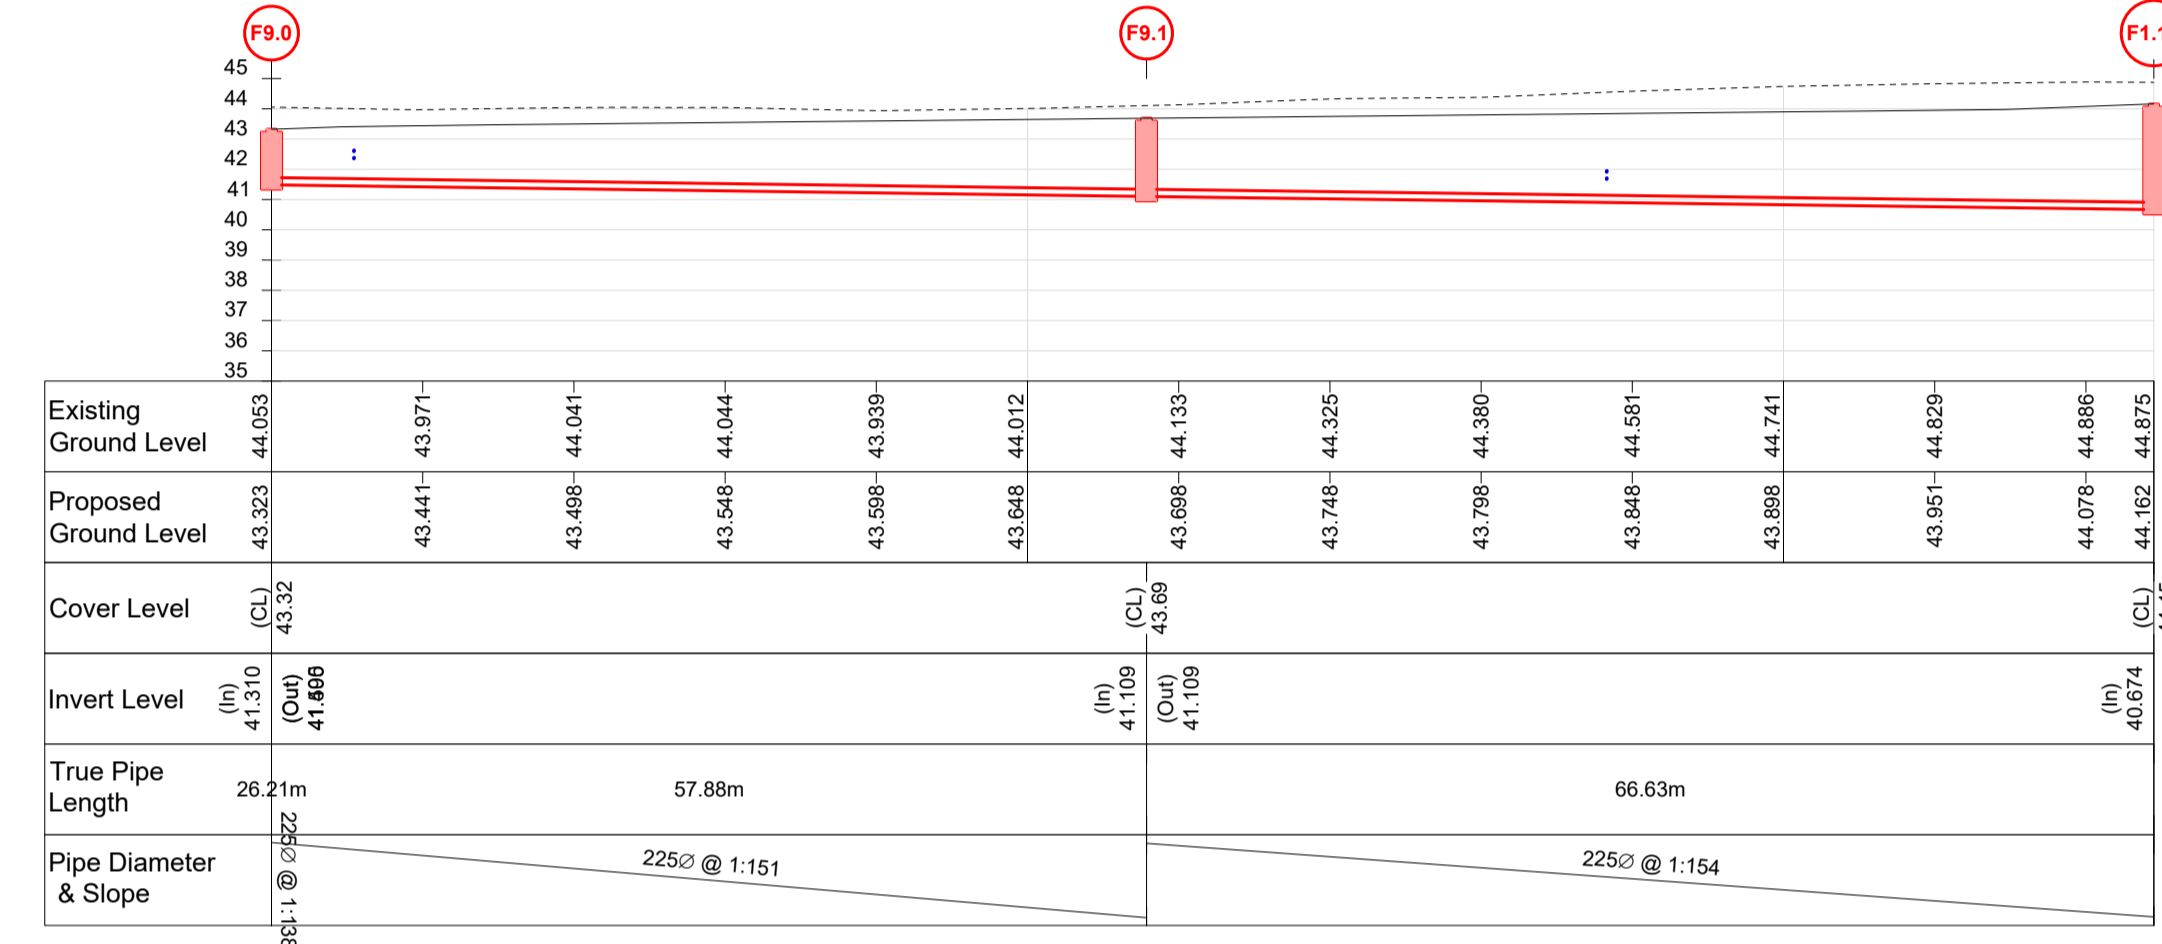 F9.0
F9.1
F1.1
45
44
43
42
41
40
39
38
37
36
35
Existing
Ground Level
44.053
43.971
44.041
44.044
43.939
44.012
44.133
44.325
44.380
44.581
44.741
44.829
44.886
44.875
Proposed
Ground Level
43.323
43.441
43.498
43.548
43.598
43.648
43.698
43.748
43.798
43.848
43.898
43.951
44.078
44.162
Cover Level
(CL)
43.32
(CL)
43.69
(CL)
Invert Level
(In)
41.310
(Out)
(In)
41.109
(Out)
41.109
(In)
40.674
True Pipe
Length
26.21m
57.88m
66.63m
Pipe Diameter
& Slope
225∅ @ 1:138
225∅ @ 1:151
225∅ @ 1:154